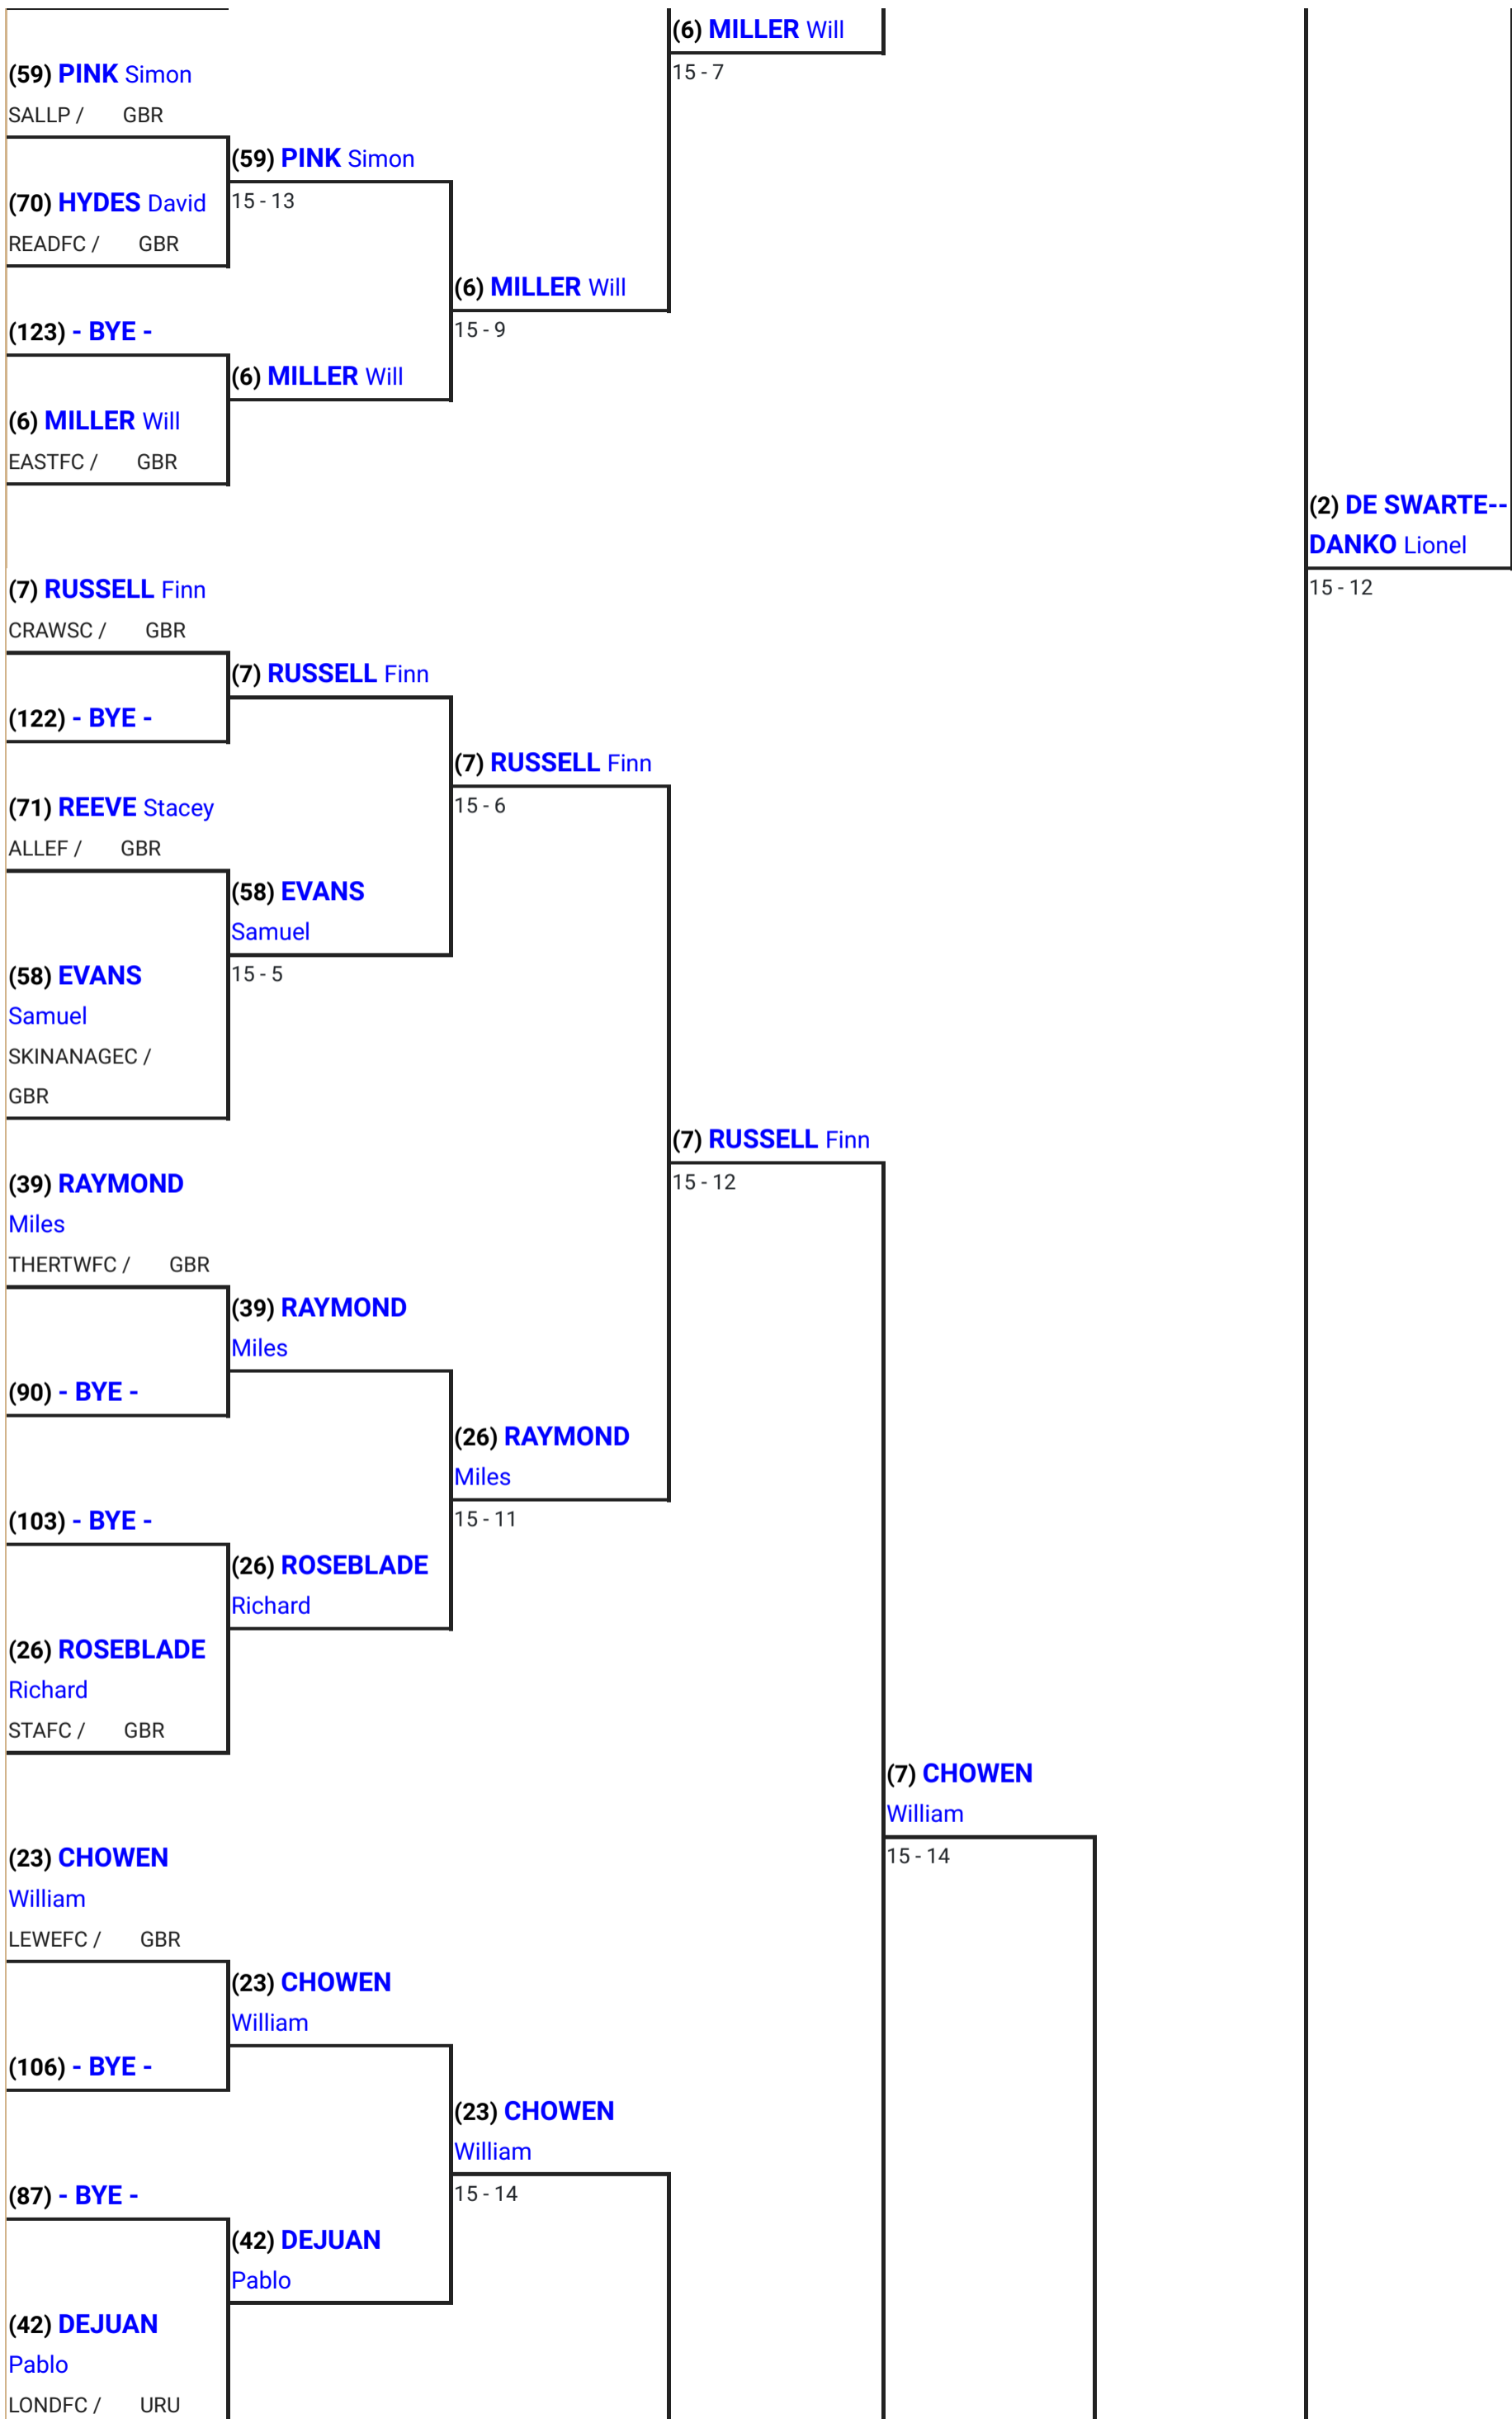 (6) MILLER Will
15 - 7
(59) PINK Simon
SALLP / GBR
(59) PINK Simon
15 - 13
(70) HYDES David
READFC / GBR
(6) MILLER Will
15 - 9
(123) - BYE -
(6) MILLER Will
(6) MILLER Will
EASTFC / GBR
(2) DE SWARTE--
DANKO Lionel
15 - 12
(7) RUSSELL Finn
CRAWSC / GBR
(7) RUSSELL Finn
(122) - BYE -
(7) RUSSELL Finn
15 - 6
(71) REEVE Stacey
ALLEF / GBR
(58) EVANS
Samuel
15 - 5
(58) EVANS
Samuel
SKINANAGEC /
GBR
(7) RUSSELL Finn
15 - 12
(39) RAYMOND
Miles
THERTWFC / GBR
(39) RAYMOND
Miles
(90) - BYE -
(26) RAYMOND
Miles
15 - 11
(103) - BYE -
(26) ROSEBLADE
Richard
(26) ROSEBLADE
Richard
STAFC / GBR
(7) CHOWEN
William
15 - 14
(23) CHOWEN
William
LEWEFC / GBR
(23) CHOWEN
William
(106) - BYE -
(23) CHOWEN
William
15 - 14
(87) - BYE -
(42) DEJUAN
Pablo
(42) DEJUAN
Pablo
LONDFC / URU